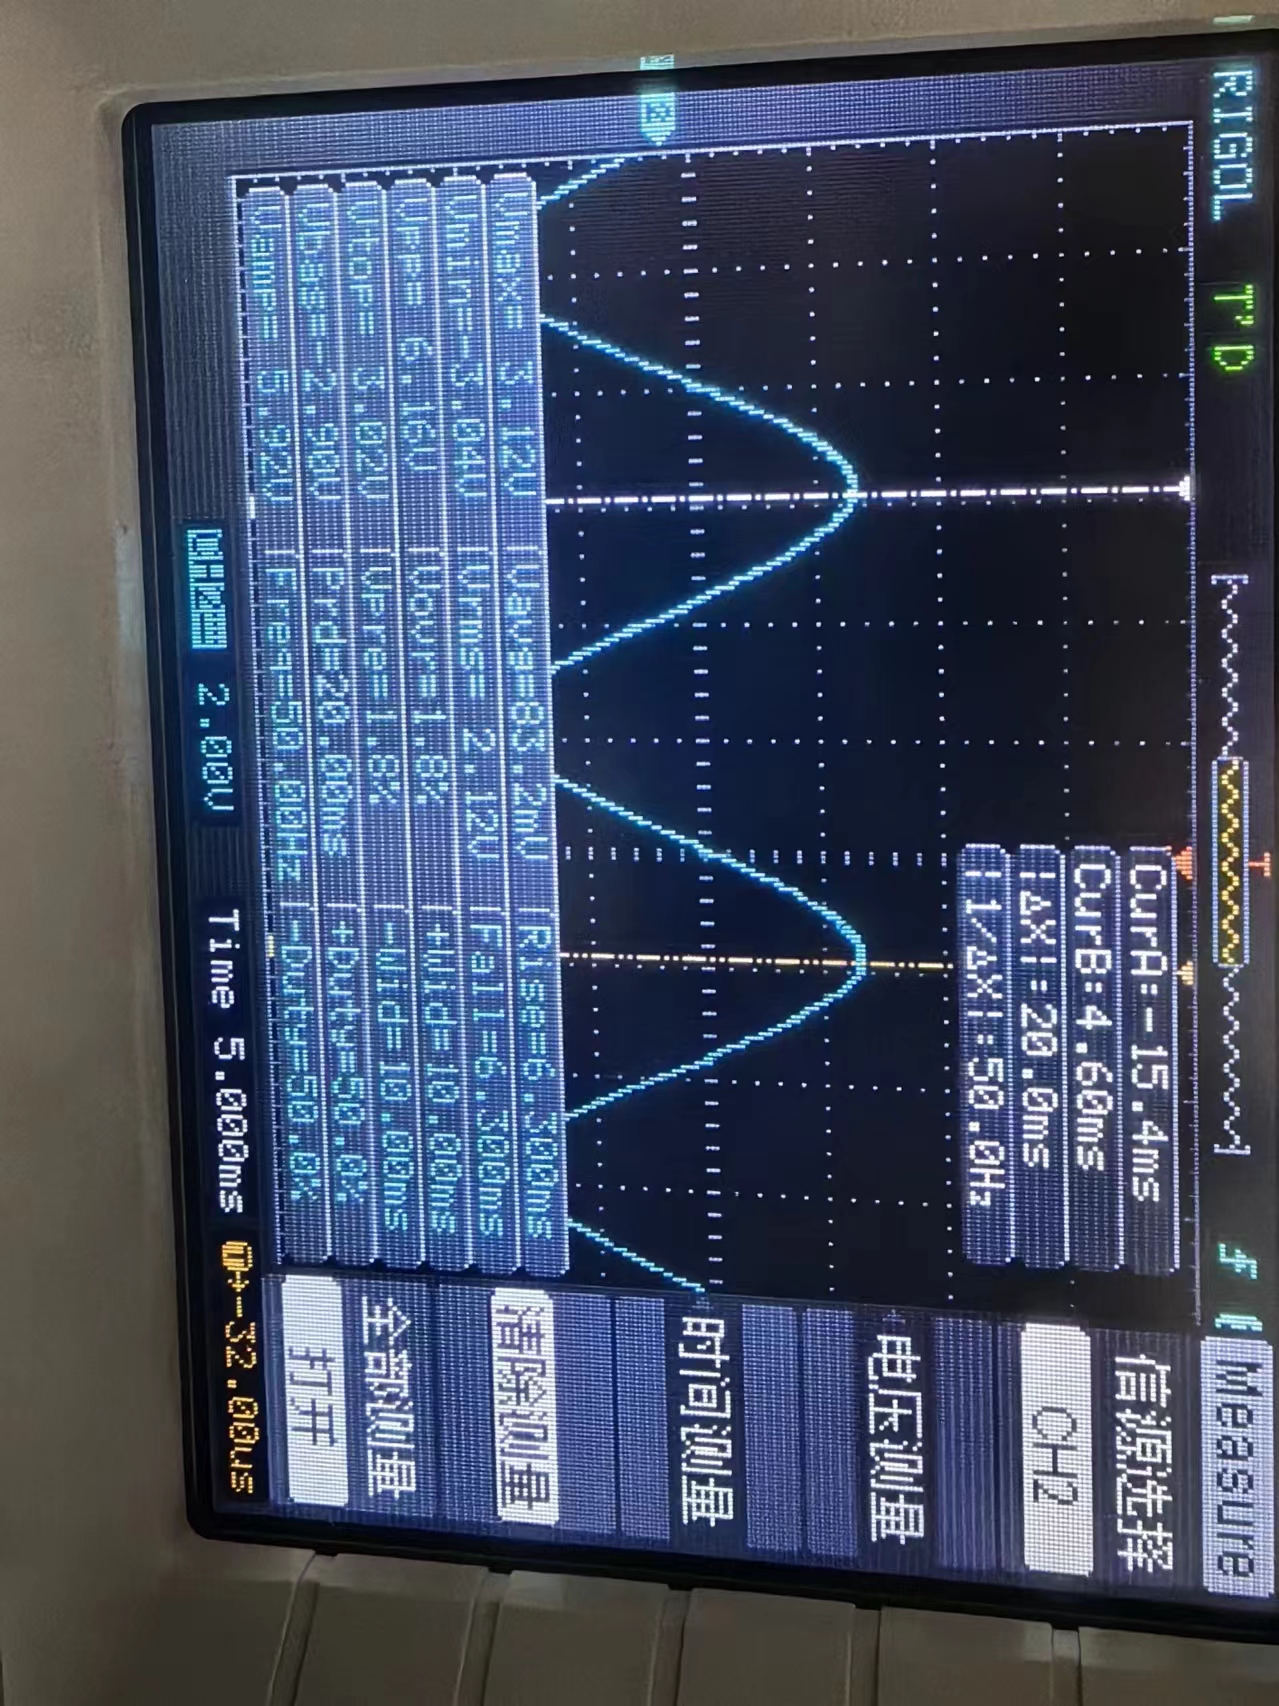 RIGOL T'D
Measure
CurA:-15.4ms
CurB:4.60ms
|ΔX|:20.0ms
|1/ΔX|:50.0Hz
信源选择
CH2
电压测量
时间测量
清除测量
全部测量
打开
Vmax= 3.12V Vavg=83.2mV Rise=6.300ms
Vmin=-3.04V Vrms= 2.12V Fall=6.300ms
Vpp= 6.16V Vovr=1.8% +Wid=10.00ms
Vtop= 3.02V Vpre=1.8% -Wid=10.00ms
Vbas=-2.90V Prd=20.00ms +Duty=50.0%
Vamp= 5.92V Freq=50.00Hz -Duty=50.0%
CH2 2.00V Time 5.000ms -32.00us